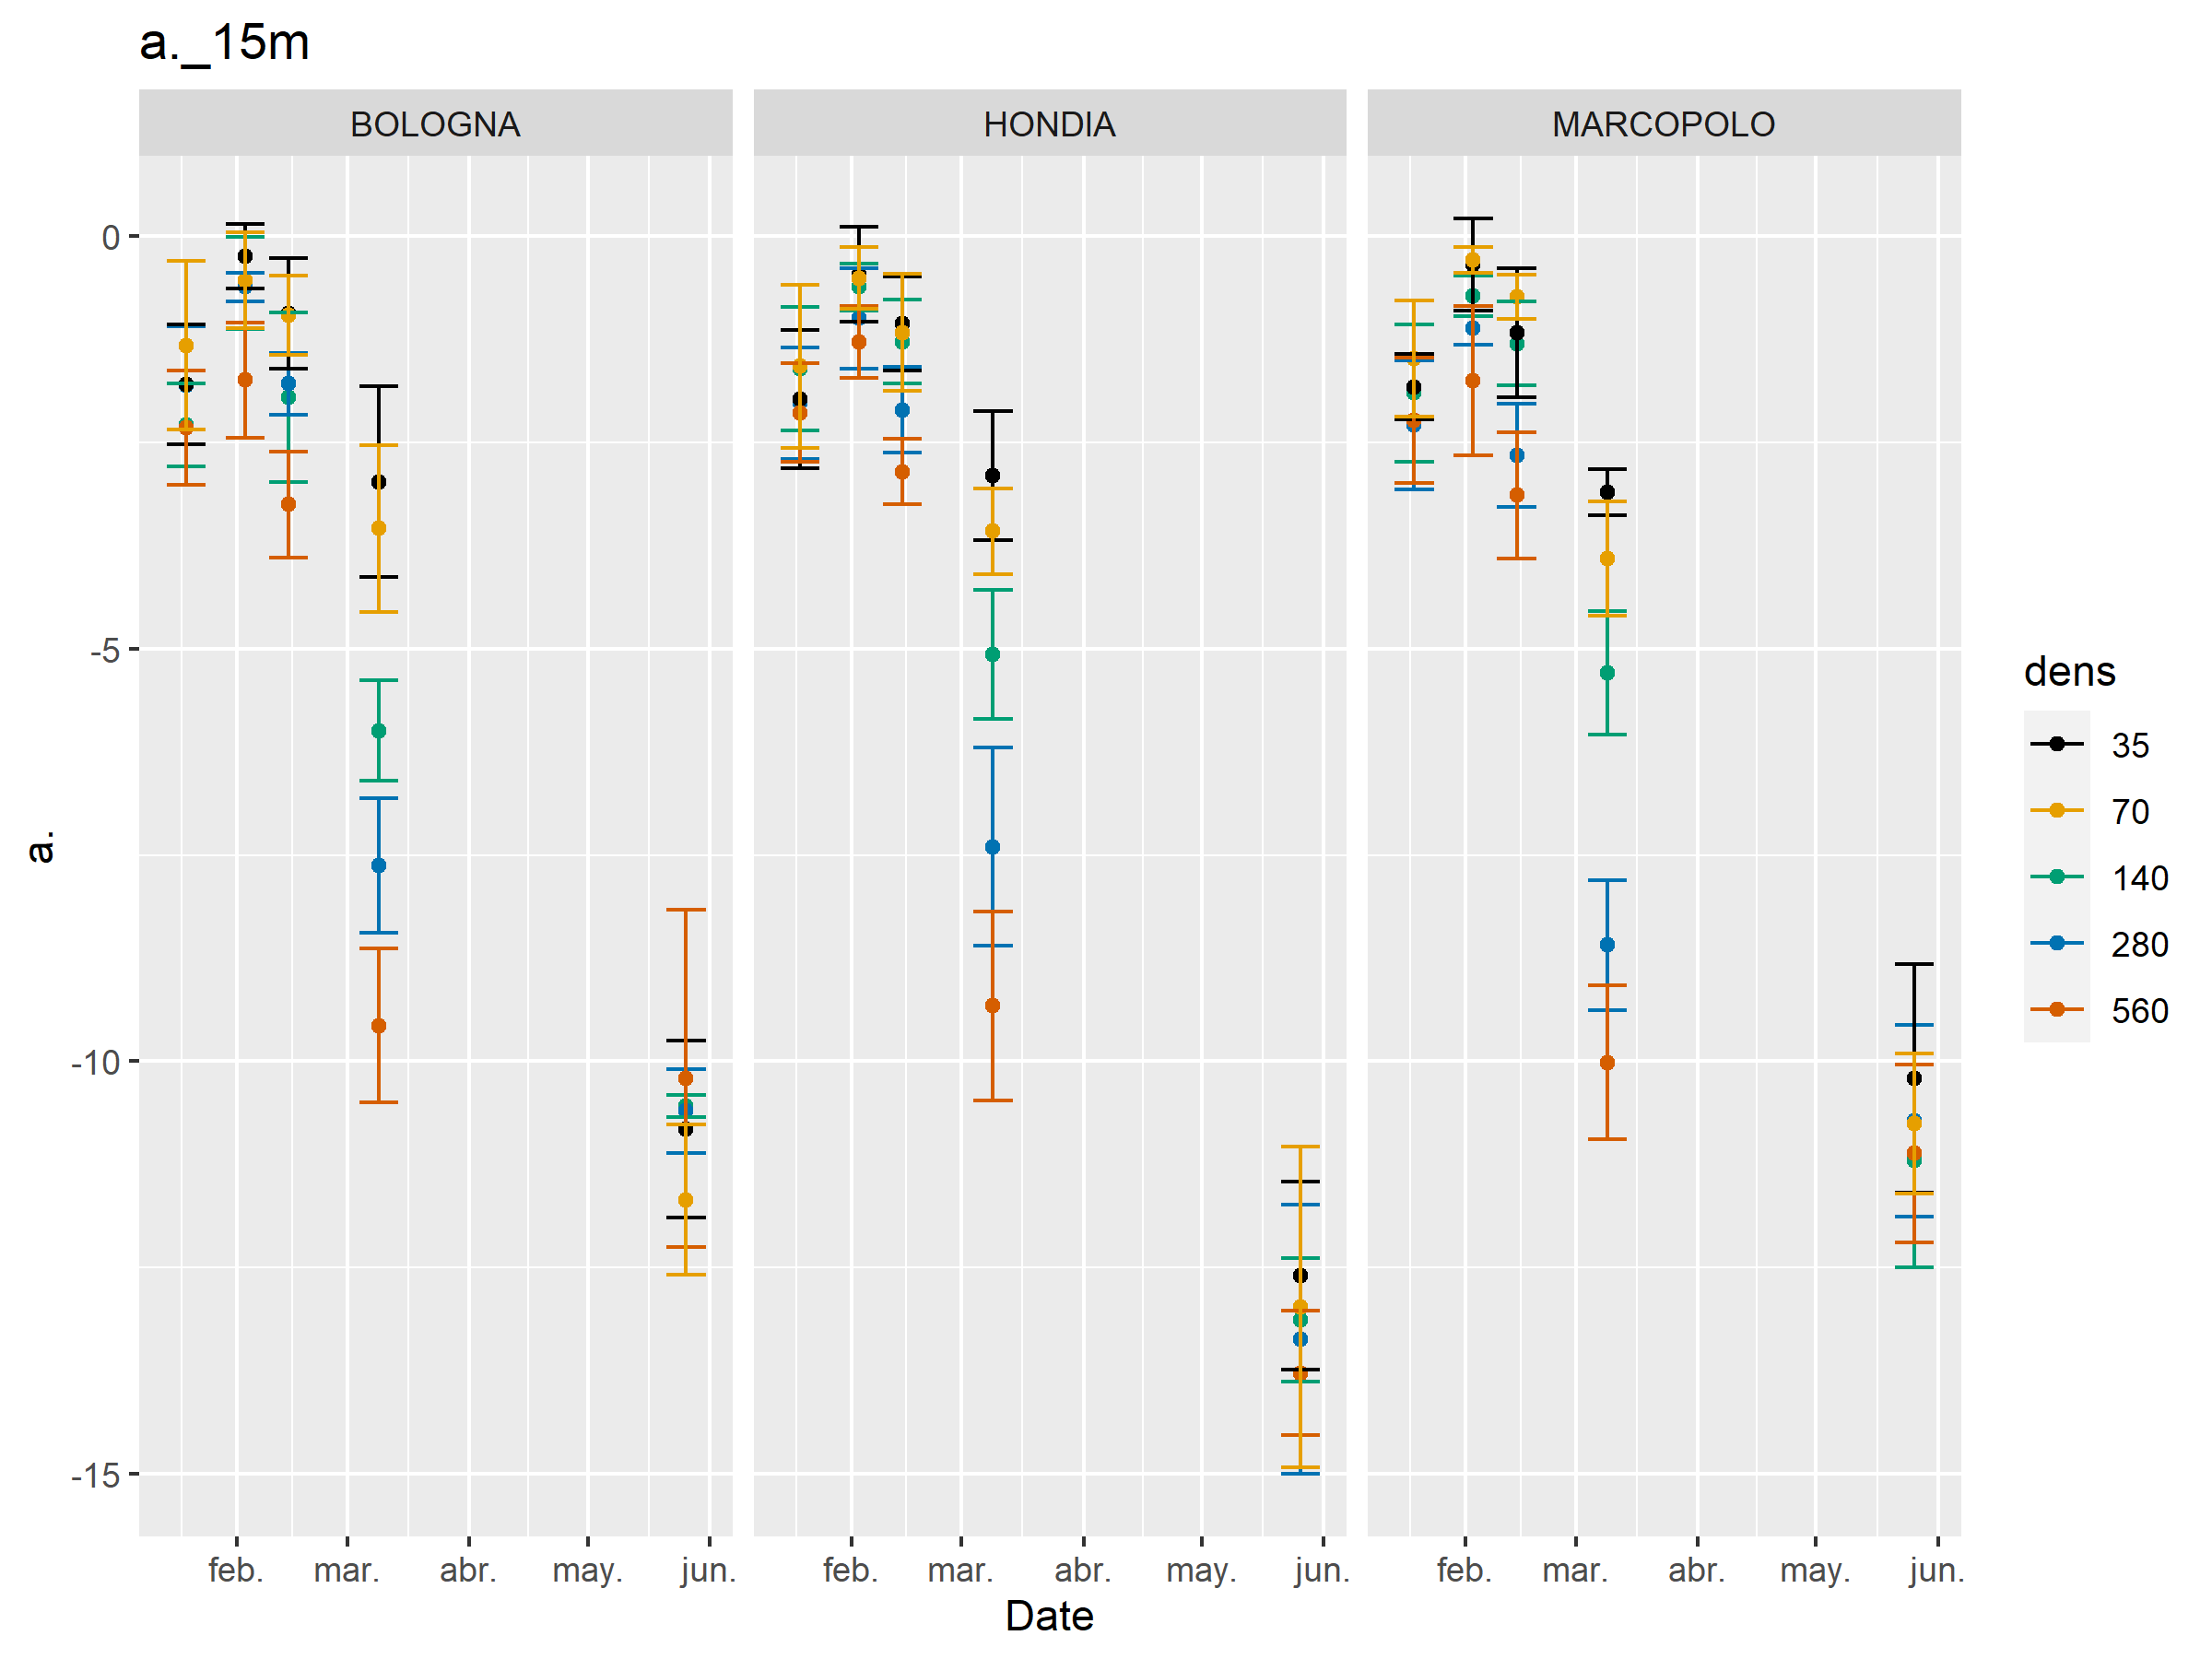 a._15m
BOLOGNA
HONDIA
MARCOPOLO
0
-5
-10
-15
a.
feb.
mar.
abr.
may.
jun.
feb.
mar.
abr.
may.
jun.
feb.
mar.
abr.
may.
jun.
Date
dens
35
70
140
280
560